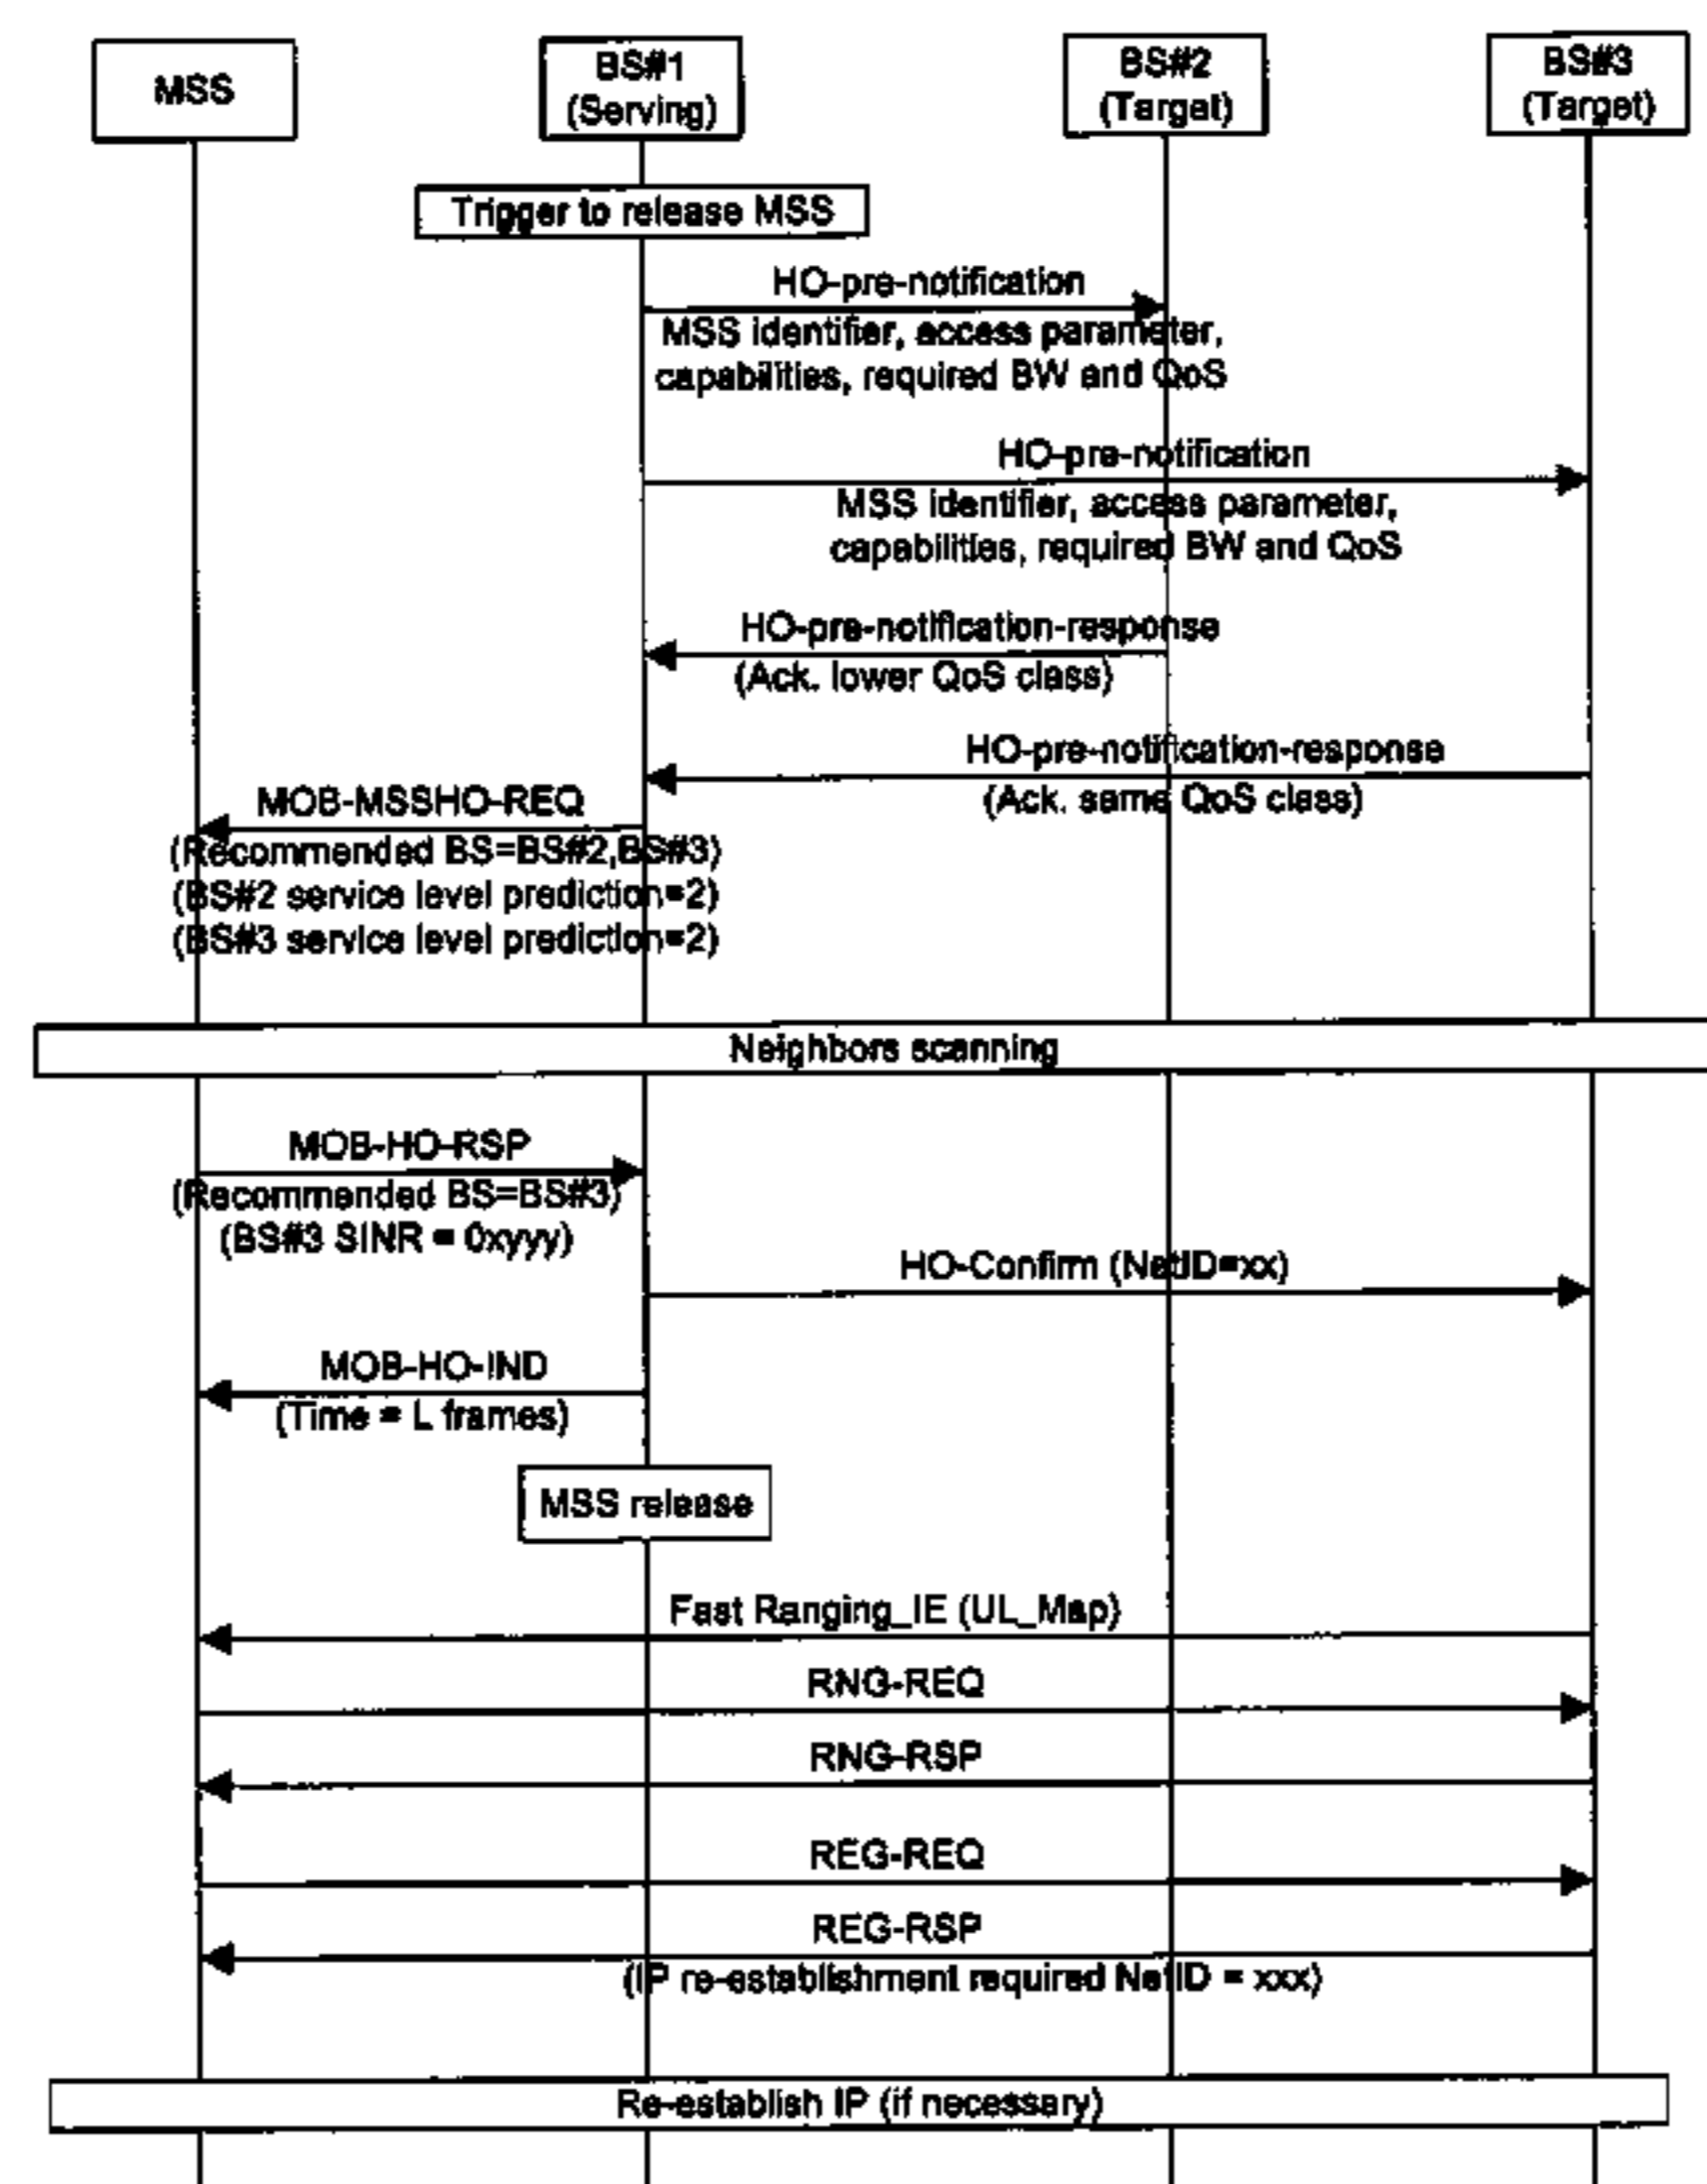 MSS
BS#1
(Serving)
BS#2
(Target)
BS#3
(Target)
Trigger to release MSS
HO-pre-notification
MSS identifier, access parameter,
capabilities, required BW and QoS
HO-pre-notification
MSS identifier, access parameter,
capabilities, required BW and QoS
HO-pre-notification-response
(Ack. lower QoS class)
HO-pre-notification-response
(Ack. same QoS class)
MOB-MSSHO-REQ
(Recommended BS=BS#2,BS#3)
(BS#2 service level prediction=2)
(BS#3 service level prediction=2)
Neighbors scanning
MOB-HO-RSP
(Recommended BS=BS#3)
(BS#3 SINR = 0xyyy)
HO-Confirm (NetID=xx)
MOB-HO-IND
(Time = L frames)
MSS release
Fast Ranging_IE (UL_Map)
RNG-REQ
RNG-RSP
REG-REQ
REG-RSP
(IP re-establishment required NetID = xxx)
Re-establish IP (if necessary)